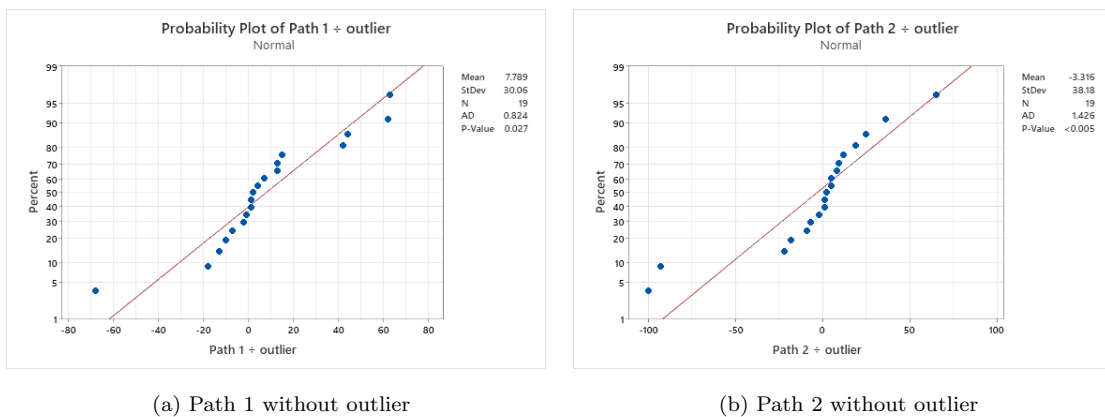 Probability Plot of Path 1 ÷ outlier
Normal
99
95
90
80
70
60
50
40
30
20
10
5
1
Percent
-80 -60 -40 -20 0 20 40 60 80
Path 1 ÷ outlier
Mean 7.789
StDev 30.06
N 19
AD 0.824
P-Value 0.027
(a) Path 1 without outlier
Probability Plot of Path 2 ÷ outlier
Normal
99
95
90
80
70
60
50
40
30
20
10
5
1
Percent
-100 -50 0 50 100
Path 2 ÷ outlier
Mean -3.316
StDev 38.18
N 19
AD 1.426
P-Value <0.005
(b) Path 2 without outlier